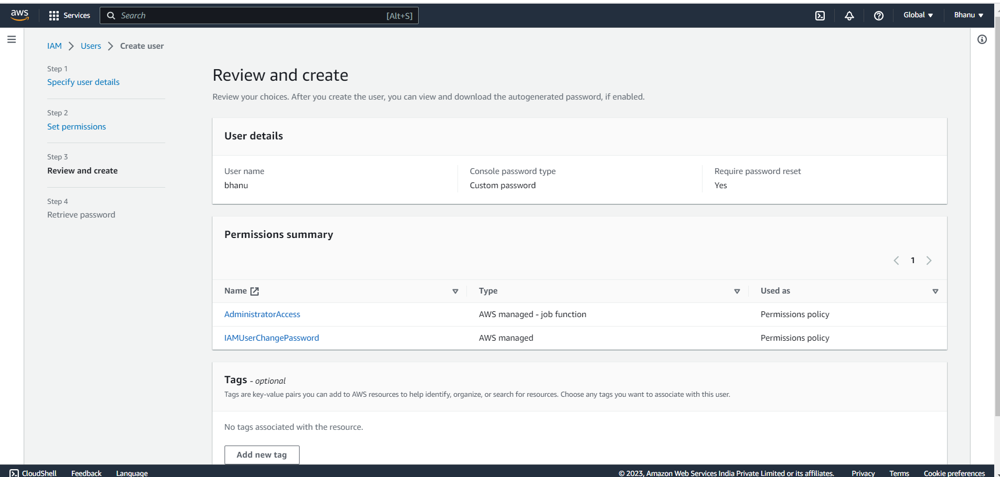 aws
Services
Search
[Alt+S]
Global
Bhanu
IAM
Users
Create user
Step 1
Specify user details
Step 2
Set permissions
Step 3
Review and create
Step 4
Retrieve password
Review and create
Review your choices. After you create the user, you can view and download the autogenerated password, if enabled.
User details
User name
bhanu
Console password type
Custom password
Require password reset
Yes
Permissions summary
1
Name
Type
Used as
AdministratorAccess
AWS managed - job function
Permissions policy
IAMUserChangePassword
AWS managed
Permissions policy
Tags - optional
Tags are key-value pairs you can add to AWS resources to help identify, organize, or search for resources. Choose any tags you want to associate with this user.
No tags associated with the resource.
Add new tag
CloudShell
Feedback
Language
© 2023, Amazon Web Services India Private Limited or its affiliates.
Privacy
Terms
Cookie preferences